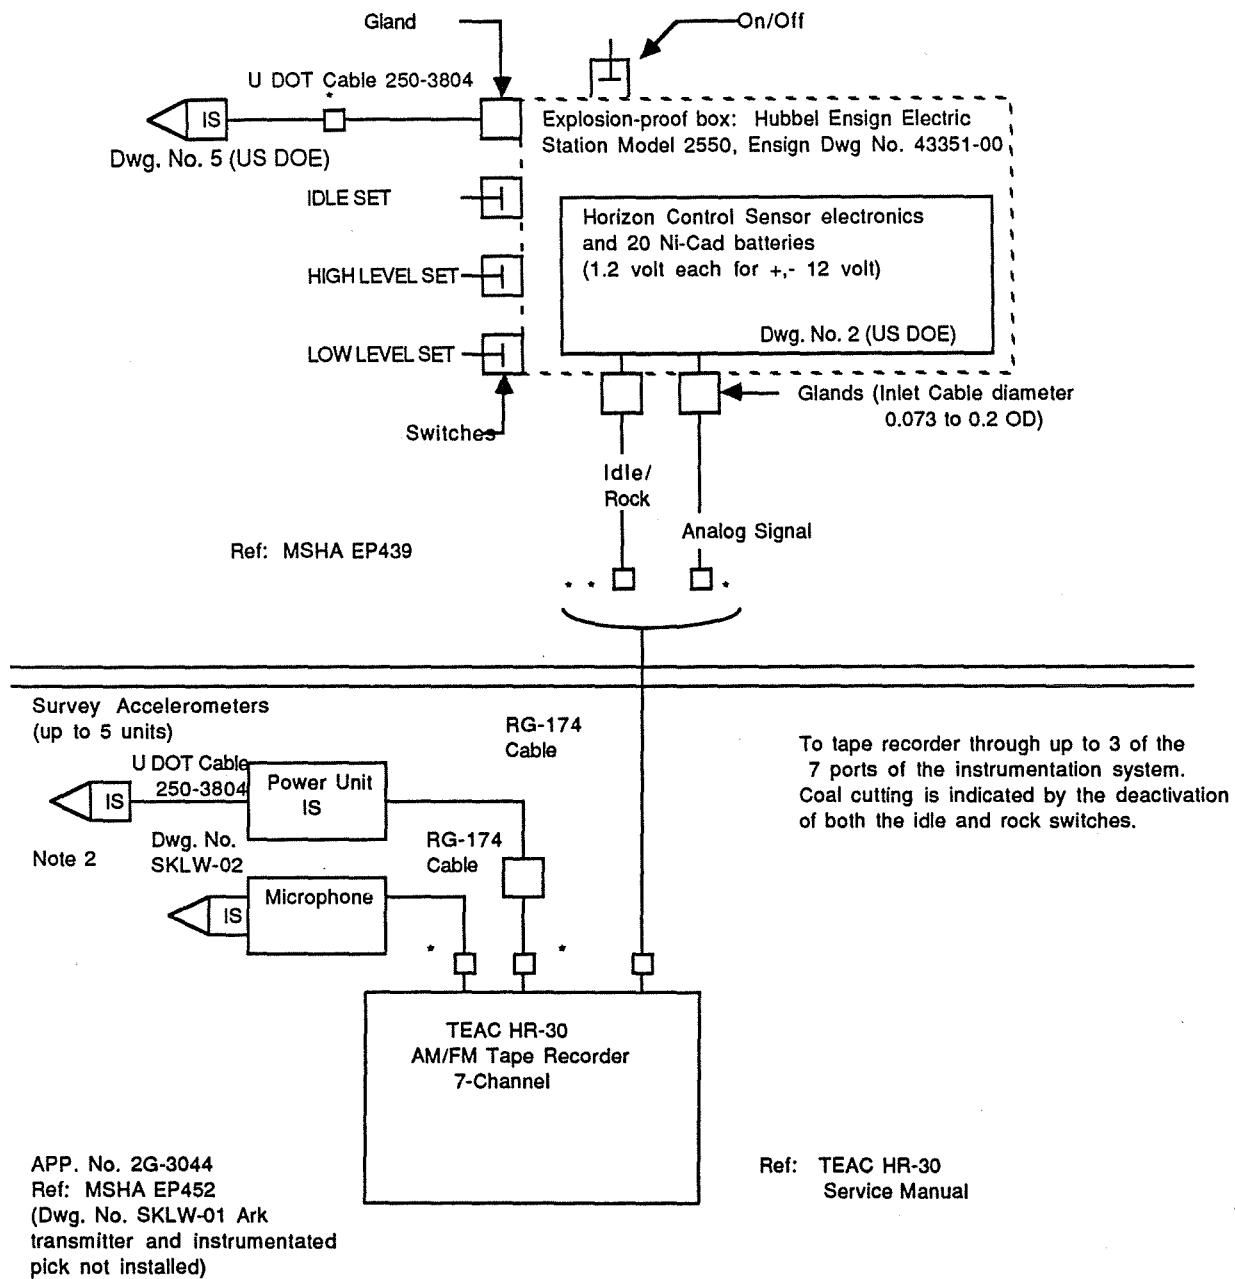 Gland
On/Off
U DOT Cable 250-3804
*
IS
Dwg. No. 5 (US DOE)
Explosion-proof box: Hubbel Ensign Electric
Station Model 2550, Ensign Dwg No. 43351-00
IDLE SET
HIGH LEVEL SET
LOW LEVEL SET
Switches
Horizon Control Sensor electronics
and 20 Ni-Cad batteries
(1.2 volt each for +,- 12 volt)
Dwg. No. 2 (US DOE)
Glands (Inlet Cable diameter
0.073 to 0.2 OD)
Idle/
Rock
Analog Signal
Ref: MSHA EP439
* *
*
Survey Accelerometers
(up to 5 units)
U DOT Cable
250-3804
IS
Power Unit
IS
Note 2
Dwg. No.
SKLW-02
IS
Microphone
RG-174
Cable
RG-174
Cable
To tape recorder through up to 3 of the
7 ports of the instrumentation system.
Coal cutting is indicated by the deactivation
of both the idle and rock switches.
*
*
TEAC HR-30
AM/FM Tape Recorder
7-Channel
APP. No. 2G-3044
Ref: MSHA EP452
(Dwg. No. SKLW-01 Ark
transmitter and instrumentated
pick not installed)
Ref: TEAC HR-30
Service Manual